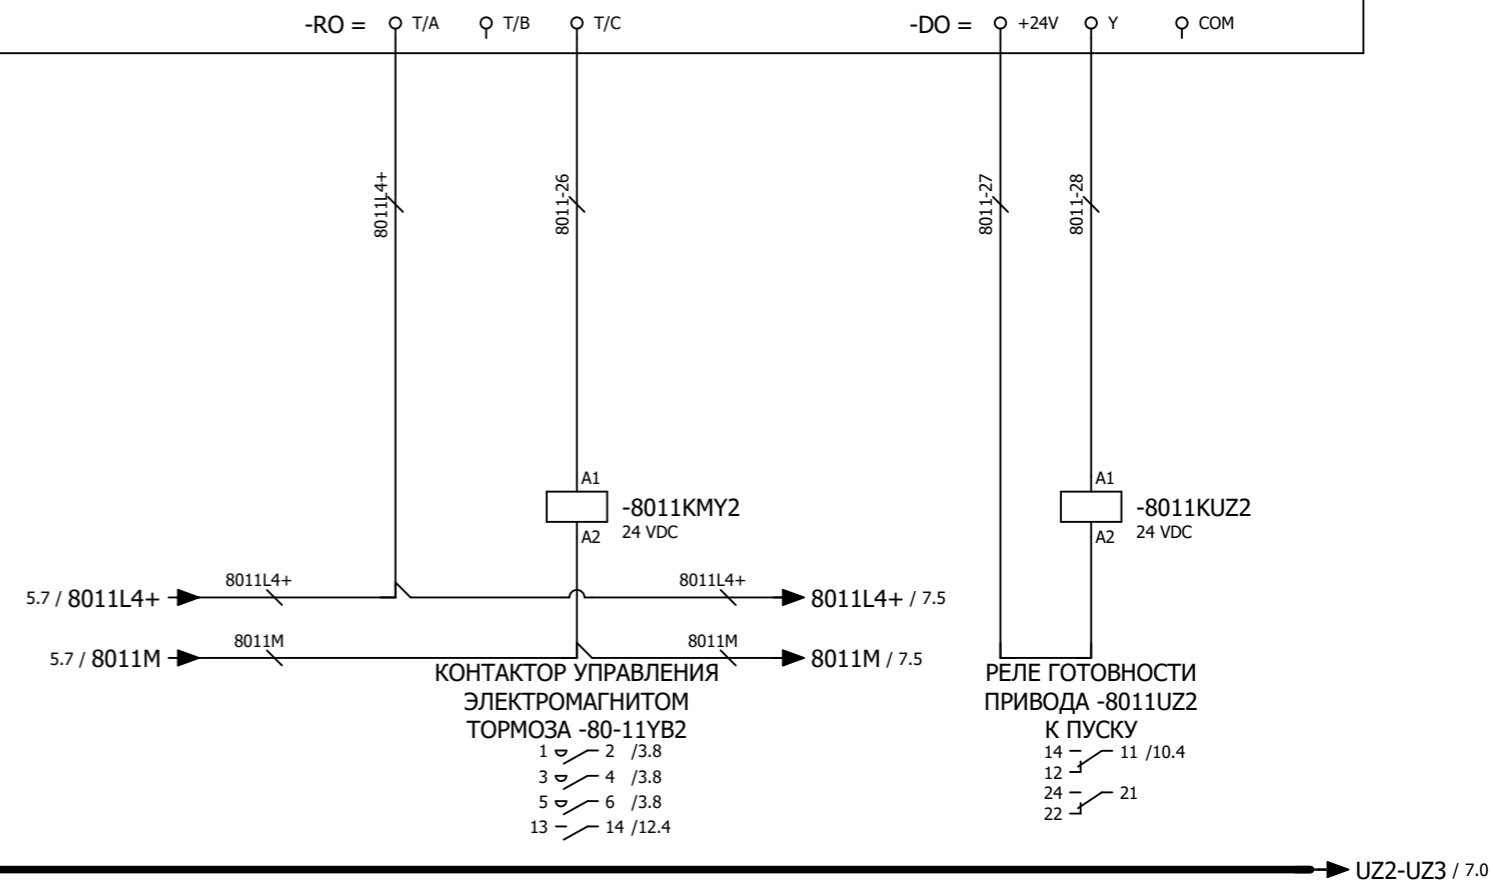 -RO = T/A T/B T/C -DO = +24V Y COM
8011L4+ 8011-26 8011-27 8011-28
A1 A1
-8011KMY2 -8011KUZ2
24 VDC 24 VDC
A2 A2
8011L4+ 8011L4+
5.7 / 8011L4+ 8011L4+ / 7.5
8011M 8011M
5.7 / 8011M 8011M / 7.5
КОНТАКТОР УПРАВЛЕНИЯ
ЭЛЕКТРОМАГНИТОМ
ТОРМОЗА -80-11YB2
1 2 /3.8
3 4 /3.8
5 6 /3.8
13 14 /12.4
РЕЛЕ ГОТОВНОСТИ
ПРИВОДА -8011UZ2
К ПУСКУ
14 11 /10.4
12
24 21
22
UZ2-UZ3 / 7.0